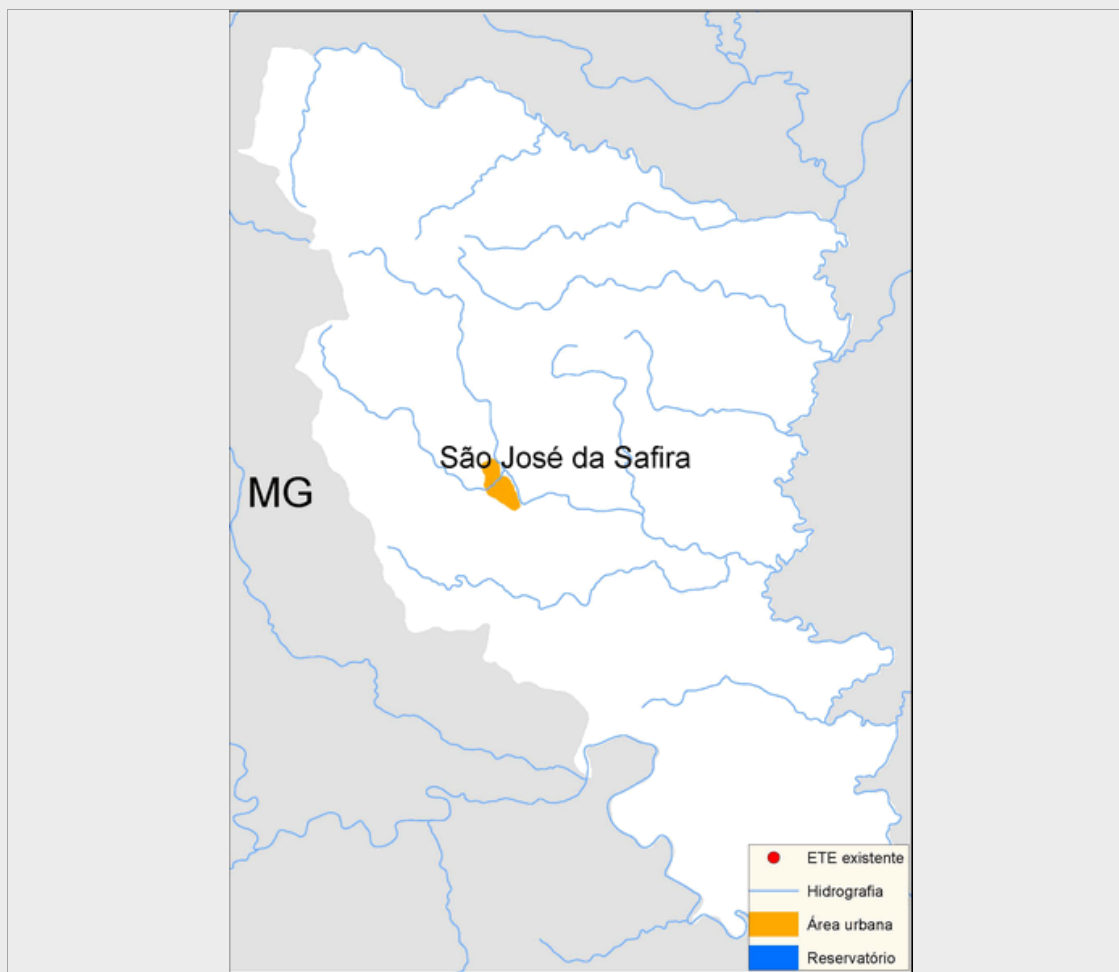 São José da Safira
MG
ETE existente
Hidrografia
Área urbana
Reservatório